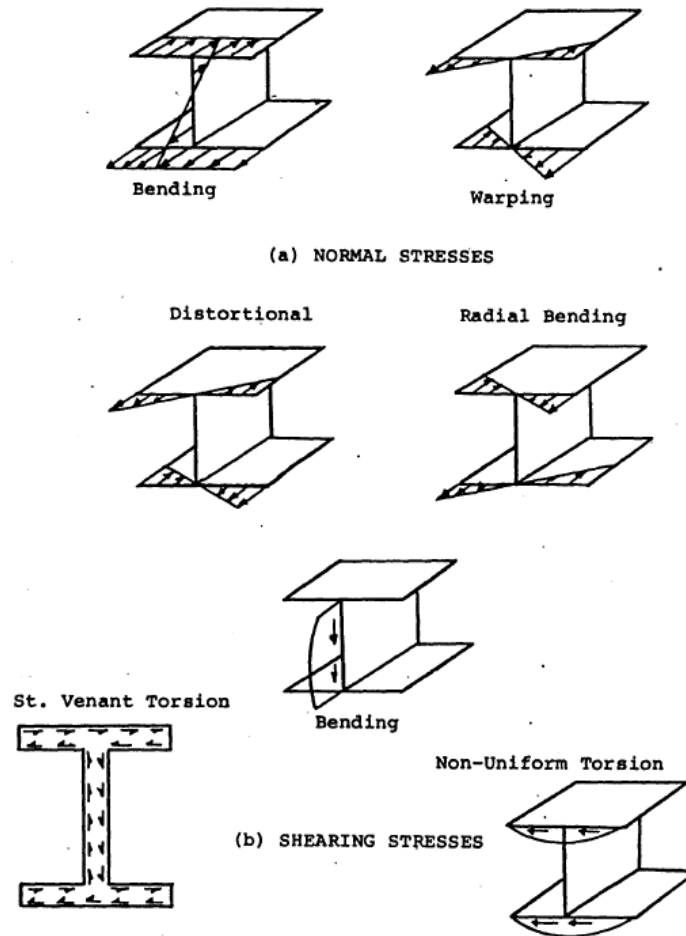 Bending
Warping
(a) NORMAL STRESSES
Distortional
Radial Bending
Bending
St. Venant Torsion
Non-Uniform Torsion
(b) SHEARING STRESSES